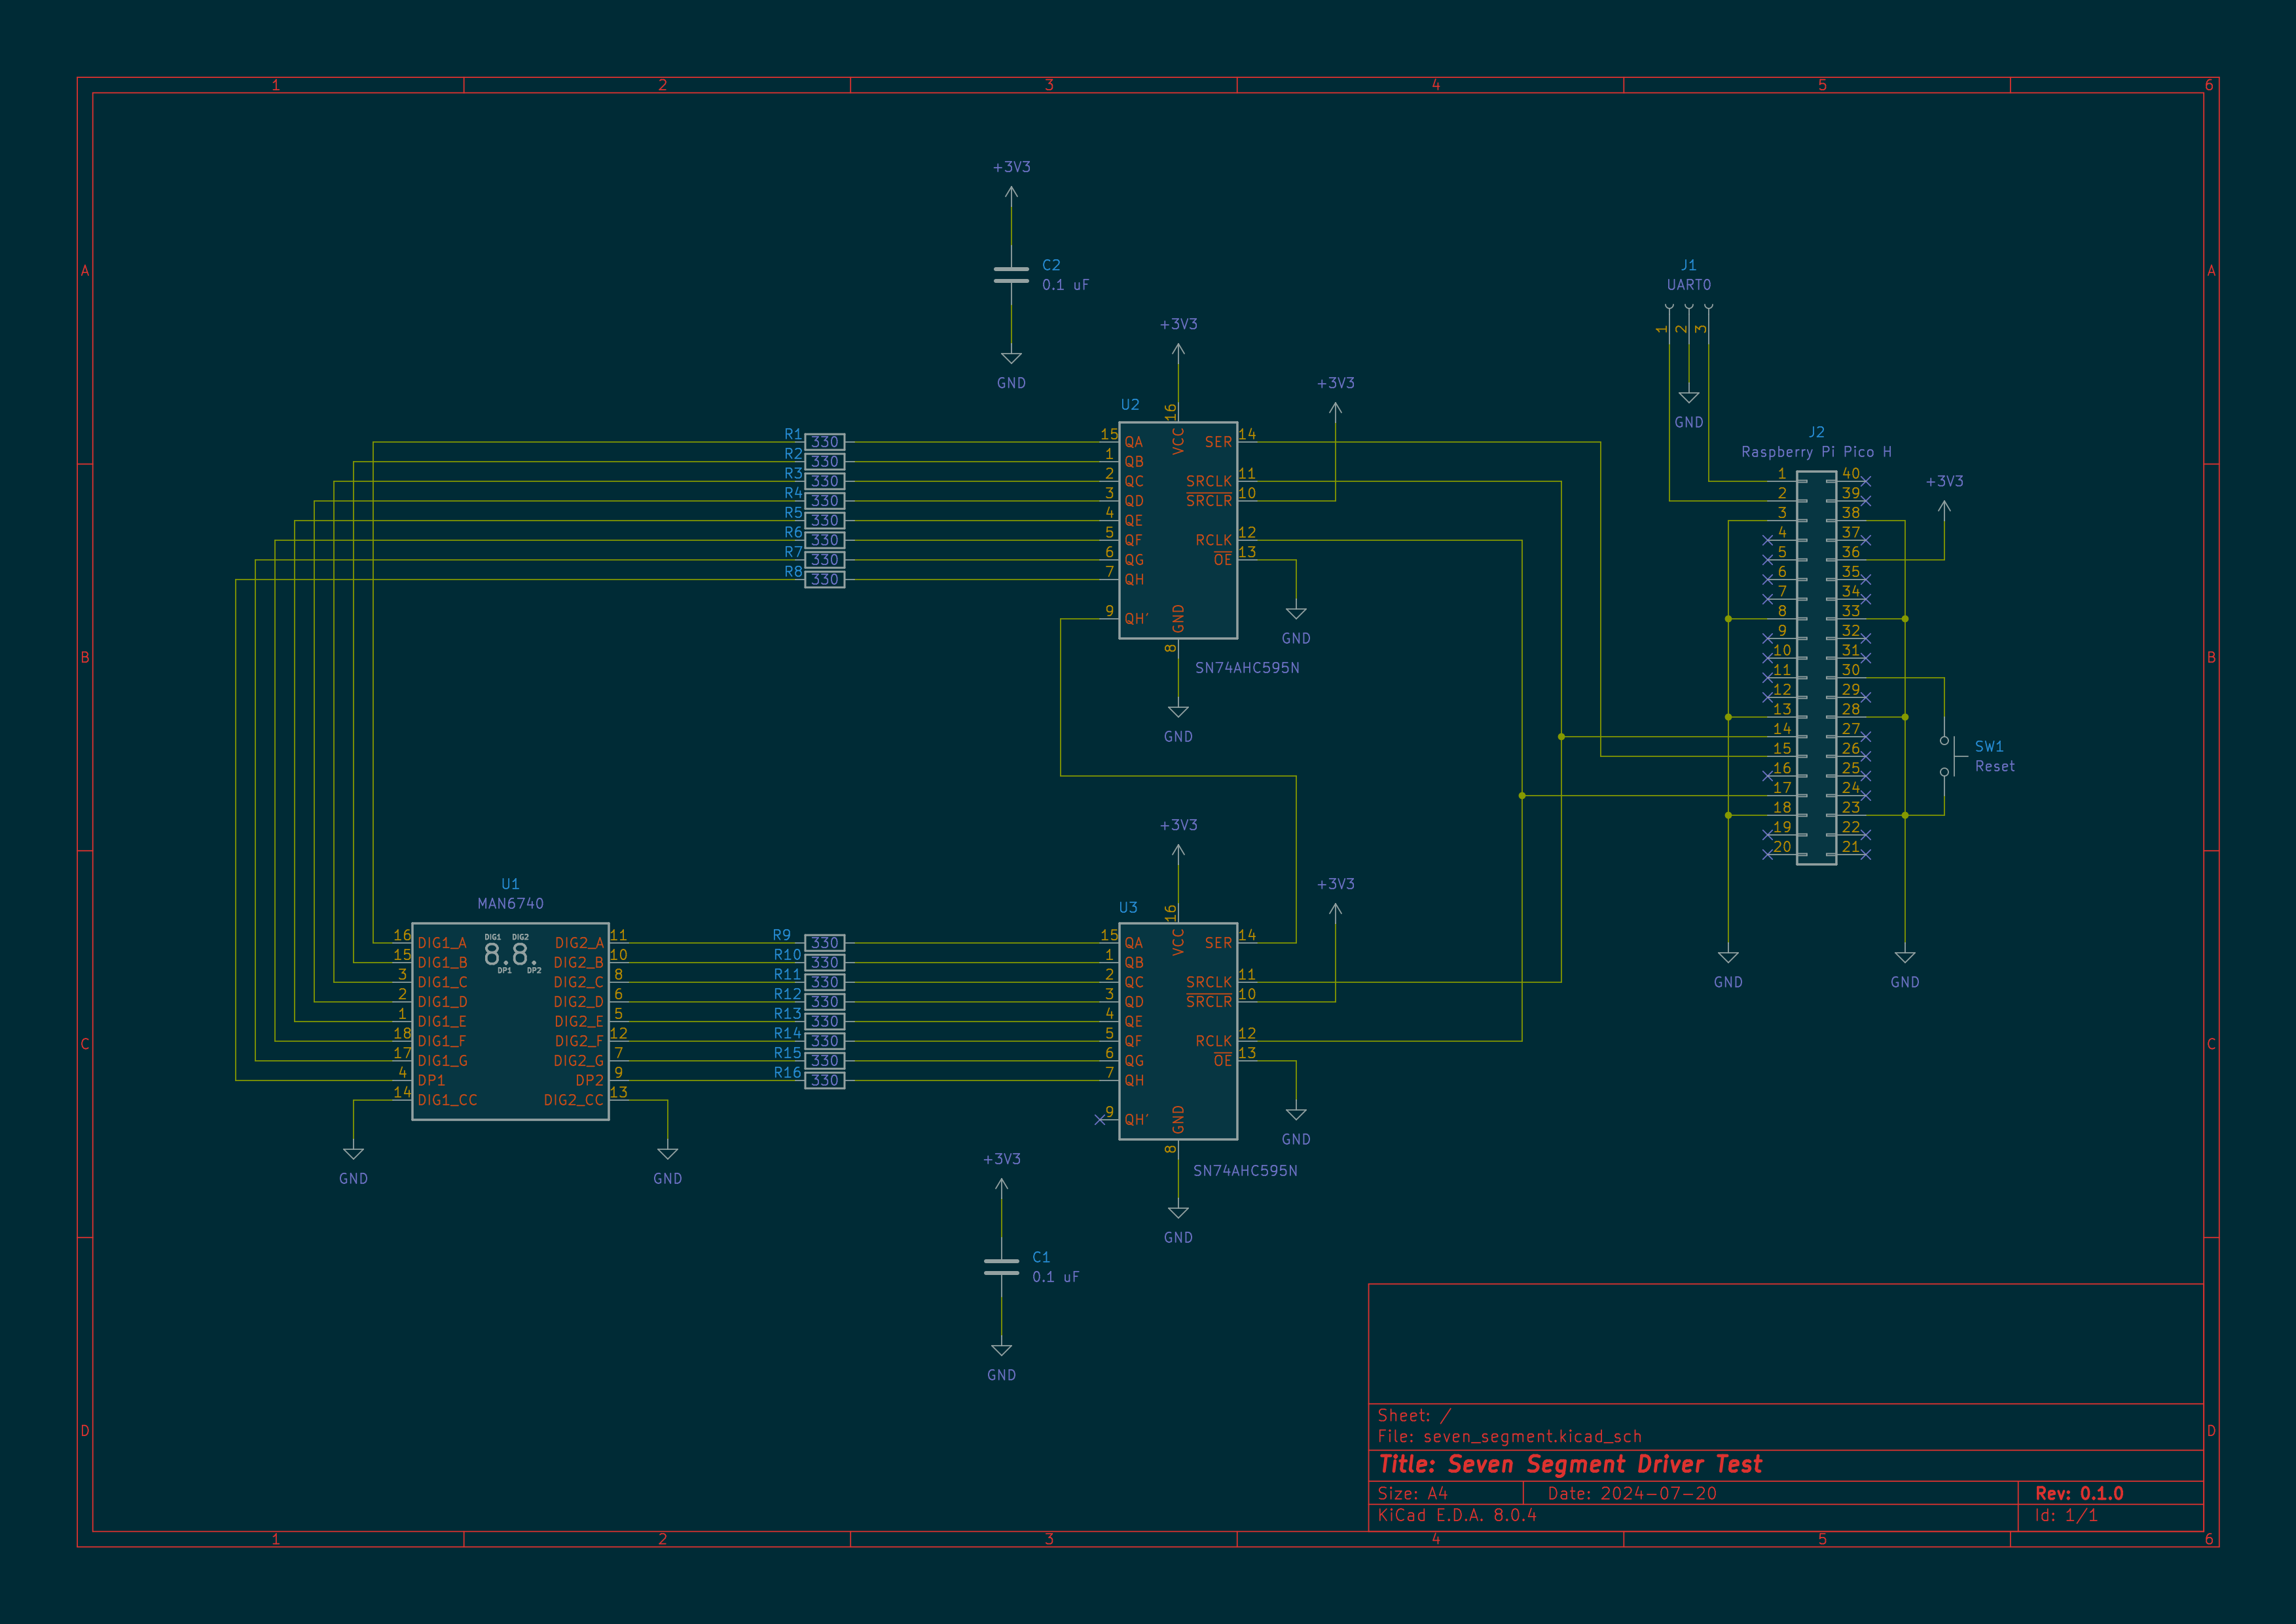 1 2 3 4 5 6
A A
B B
C C
D D
1 2 3 4 5 6
+3V3
C2
0.1 uF
GND
+3V3
+3V3
U2
16 VCC
15 QA
1 QB
2 QC
3 QD
4 QE
5 QF
6 QG
7 QH
9 QH'
SER 14
SRCLK 11
SRCLR 10
RCLK 12
OE 13
GND 8
SN74AHC595N
GND
GND
R1 330
R2 330
R3 330
R4 330
R5 330
R6 330
R7 330
R8 330
J1
UART0
1 2 3
GND
J2
Raspberry Pi Pico H
1 40
2 39
3 38
4 37
5 36
6 35
7 34
8 33
9 32
10 31
11 30
12 29
13 28
14 27
15 26
16 25
17 24
18 23
19 22
20 21
+3V3
SW1
Reset
GND
GND
U1
MAN6740
DIG1 DIG2
8.8.
DP1 DP2
16 DIG1_A DIG2_A 11
15 DIG1_B DIG2_B 10
3 DIG1_C DIG2_C 8
2 DIG1_D DIG2_D 6
1 DIG1_E DIG2_E 5
18 DIG1_F DIG2_F 12
17 DIG1_G DIG2_G 7
4 DP1 DP2 9
14 DIG1_CC DIG2_CC 13
GND
GND
R9 330
R10 330
R11 330
R12 330
R13 330
R14 330
R15 330
R16 330
+3V3
+3V3
U3
16 VCC
15 QA
1 QB
2 QC
3 QD
4 QE
5 QF
6 QG
7 QH
9 QH'
SER 14
SRCLK 11
SRCLR 10
RCLK 12
OE 13
GND 8
SN74AHC595N
GND
GND
+3V3
C1
0.1 uF
GND
Sheet: /
File: seven_segment.kicad_sch
Title: Seven Segment Driver Test
Size: A4 Date: 2024-07-20 Rev: 0.1.0
KiCad E.D.A. 8.0.4 Id: 1/1